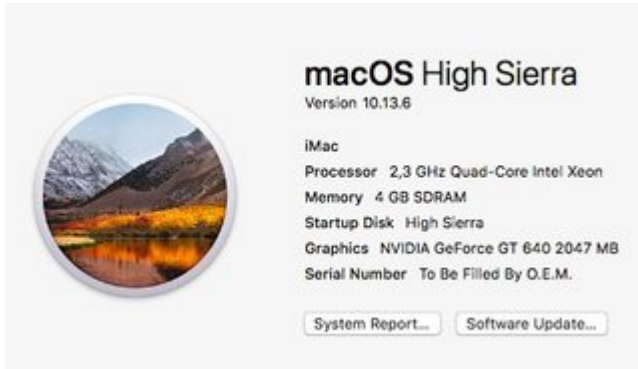 macOS High Sierra
Version 10.13.6
iMac
Processor 2,3 GHz Quad-Core Intel Xeon
Memory 4 GB SDRAM
Startup Disk High Sierra
Graphics NVIDIA GeForce GT 640 2047 MB
Serial Number To Be Filled By O.E.M.
System Report... Software Update...